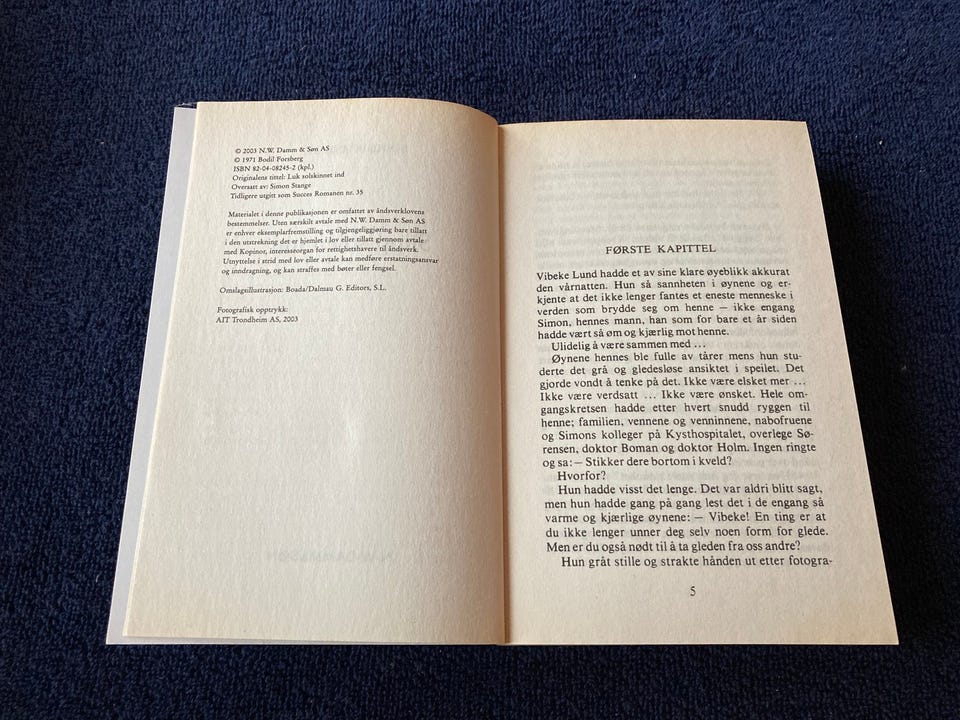 © 2003 N.W. Damm & Søn AS
© 1971 Bodil Forsberg
ISBN 82-04-08245-2 (kpl.)
Originalens tittel: Luk solskinnet ind
Oversatt av: Simon Stange
Tidligere utgitt som Succes Romanen nr. 35
Materialet i denne publikasjonen er omfattet av åndsverklovens
bestemmelser. Uten særskilt avtale med N.W. Damm & Søn AS
er enhver eksemplarfremstilling og tilgjengeliggjøring bare tillatt
i den utstrekning det er hjemlet i lov eller tillatt gjennom avtale
med Kopinor, interesseorgan for rettighetshavere til åndsverk.
Utnyttelse i strid med lov eller avtale kan medføre erstatningsansvar
og inndragning, og kan straffes med bøter eller fengsel.
Omslagsillustrasjon: Boada/Dalmau G. Editors, S.L.
Fotografisk opptrykk:
AIT Trondheim AS, 2003
FØRSTE KAPITTEL
Vibeke Lund hadde et av sine klare øyeblikk akkurat
den vårnatten. Hun så sannheten i øynene og er-
kjente at det ikke lenger fantes et eneste menneske i
verden som brydde seg om henne – ikke engang
Simon, hennes mann, han som for bare et år siden
hadde vært så øm og kjærlig mot henne.
Ulidelig å være sammen med ...
Øynene hennes ble fulle av tårer mens hun stu-
derte det grå og gledesløse ansiktet i speilet. Det
gjorde vondt å tenke på det. Ikke være elsket mer ...
Ikke være verdsatt ... Ikke være ønsket. Hele om-
gangskretsen hadde etter hvert snudd ryggen til
henne; familien, vennene og venninnene, nabofruene
og Simons kolleger på Kysthospitalet, overlege Sø-
rensen, doktor Boman og doktor Holm. Ingen ringte
og sa: – Stikker dere bortom i kveld?
Hvorfor?
Hun hadde visst det lenge. Det var aldri blitt sagt,
men hun hadde gang på gang lest det i de engang så
varme og kjærlige øynene: – Vibeke! En ting er at
du ikke lenger unner deg selv noen form for glede.
Men er du også nødt til å ta gleden fra oss andre?
Hun gråt stille og strakte hånden ut etter fotogra-
5